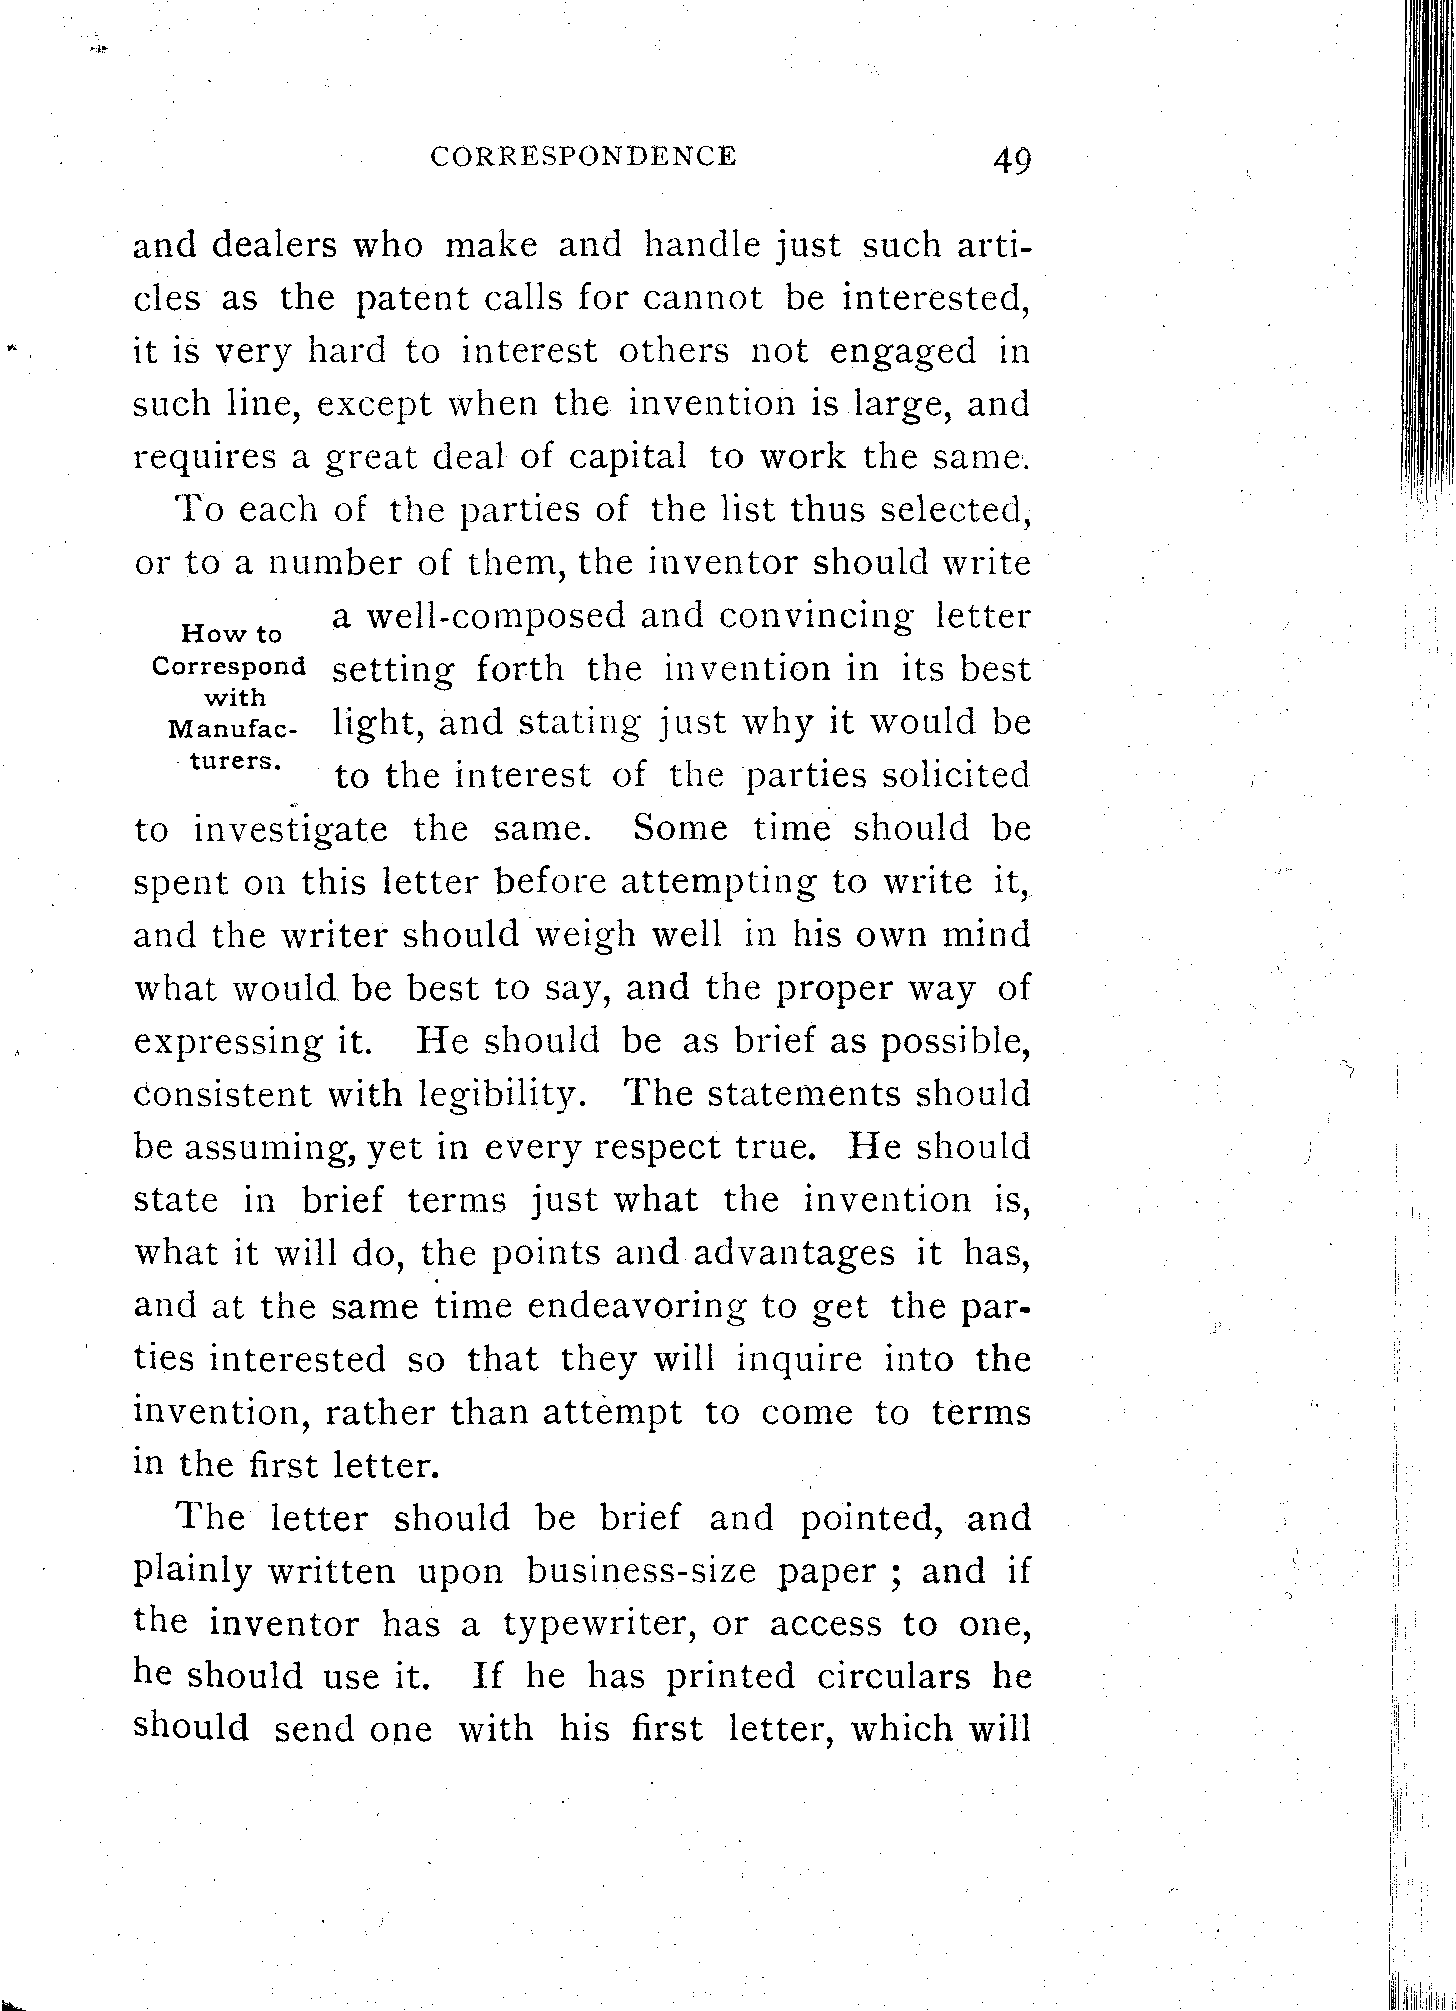 CORRESPONDENCE 49
and dealers who make and handle just such arti-
cles as the patent calls for cannot be interested,
it is very hard to interest others not engaged in
such line, except when the invention is large, and
requires a great deal of capital to work the same.
To each of the parties of the list thus selected,
or to a number of them, the inventor should write
How to
Correspond
with
Manufac-
turers.
a well-composed and convincing letter
setting forth the invention in its best
light, and stating just why it would be
to the interest of the parties solicited
to investigate the same. Some time should be
spent on this letter before attempting to write it,
and the writer should weigh well in his own mind
what would be best to say, and the proper way of
expressing it. He should be as brief as possible,
consistent with legibility. The statements should
be assuming, yet in every respect true. He should
state in brief terms just what the invention is,
what it will do, the points and advantages it has,
and at the same time endeavoring to get the par-
ties interested so that they will inquire into the
invention, rather than attempt to come to terms
in the first letter.
The letter should be brief and pointed, and
plainly written upon business-size paper ; and if
the inventor has a typewriter, or access to one,
he should use it. If he has printed circulars he
should send one with his first letter, which will